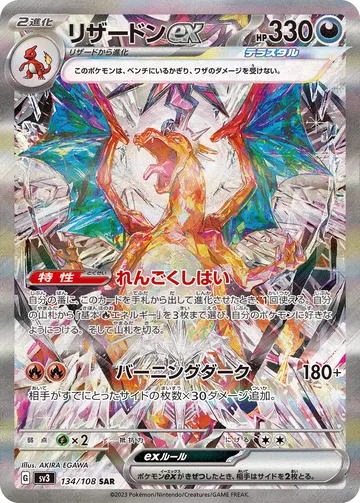 2進化
リザードンex
HP330
リザードから進化
テラスタル
このポケモンは、ベンチにいるかぎり、ワザのダメージを受けない。
特性 れんごくしはい
自分の番に、このカードを手札から出して進化させたとき、1回使える。自分
の山札から「基本 エネルギー」を3枚まで選び、自分のポケモンに好きな
ようにつける。そして山札を切る。
バーニングダーク 180+
相手がすでにとったサイドの枚数×30ダメージ追加。
弱点 ×2 抵抗力 にげる
Illus. AKIRA EGAWA
G sv3 134/108 SAR
exルール
ポケモンexがきぜつしたとき、相手はサイドを2枚とる。
©2023 Pokémon/Nintendo/Creatures/GAME FREAK.